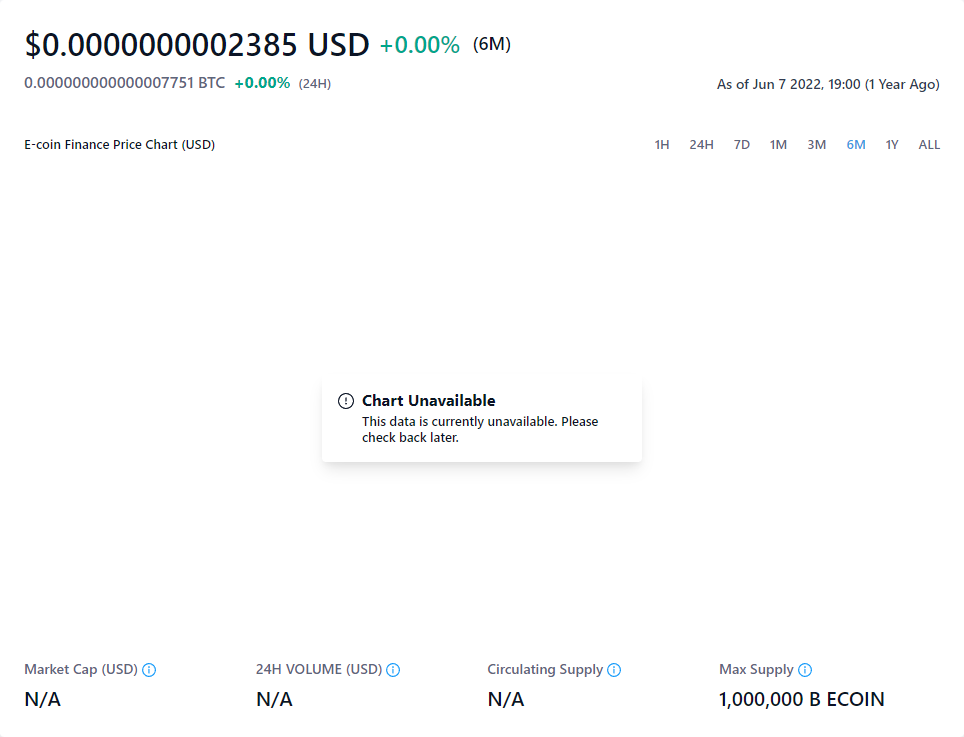 $0.0000000002385 USD +0.00% (6M)
0.000000000000007751 BTC +0.00% (24H)
As of Jun 7 2022, 19:00 (1 Year Ago)
E-coin Finance Price Chart (USD)
1H 24H 7D 1M 3M 6M 1Y ALL
Chart Unavailable
This data is currently unavailable. Please
check back later.
Market Cap (USD) 24H VOLUME (USD) Circulating Supply Max Supply
N/A N/A N/A 1,000,000 B ECOIN